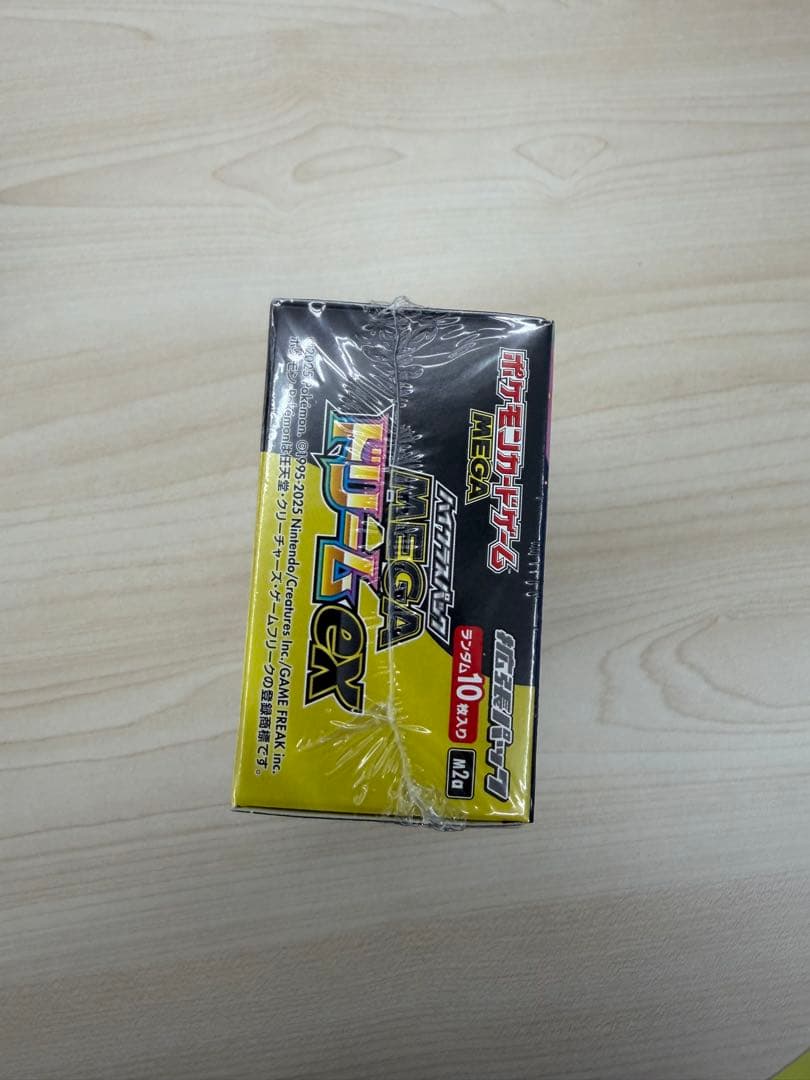 ポケモンカードゲーム
MEGA
拡張パック
ハイクラスパック
MEGA
ドリームex
ランダム10枚入り
M2a
©2025 Pokémon. ©1995-2025 Nintendo/Creatures Inc./GAME FREAK inc.
ポケモン・Pokémonは任天堂・クリーチャーズ・ゲームフリークの登録商標です。